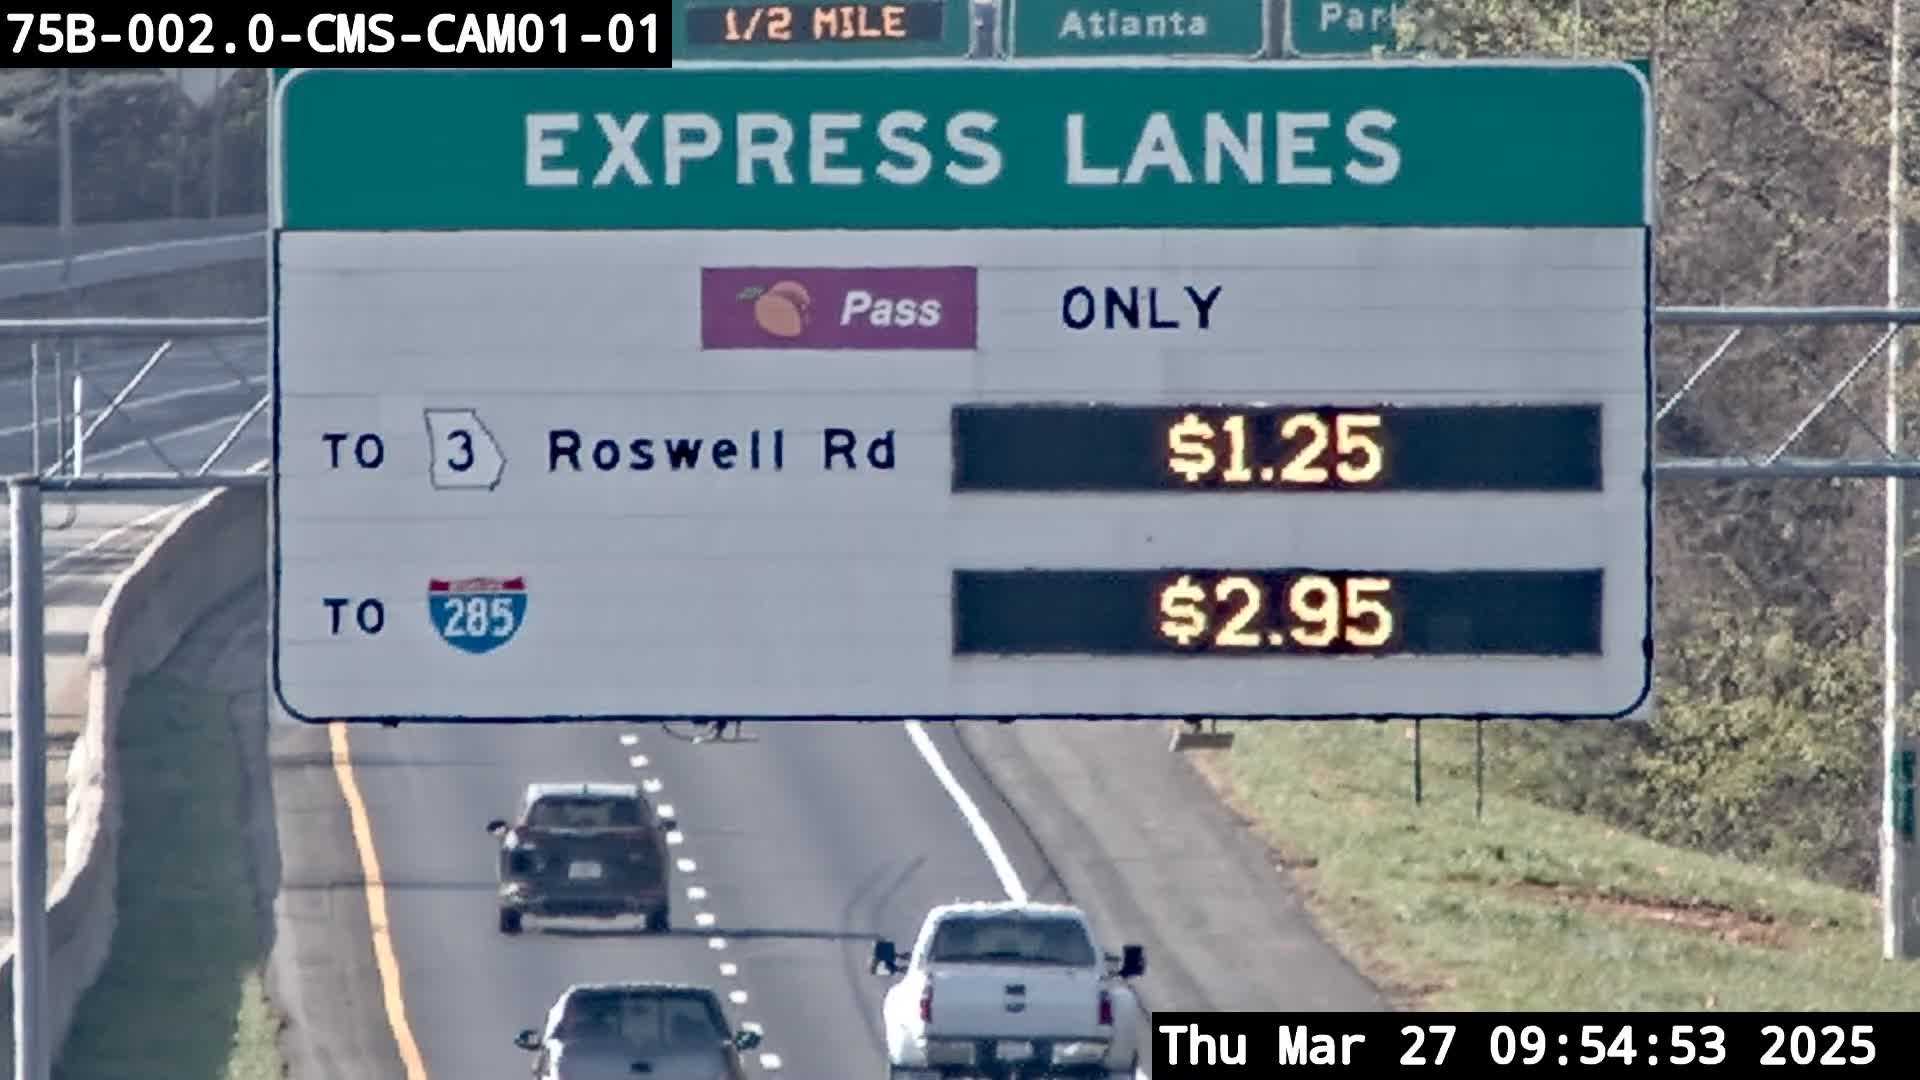 75B-002.0-CMS-CAM01-01
1/2 MILE
Atlanta
EXPRESS LANES
Pass ONLY
TO 3 Roswell Rd $1.25
TO 285 $2.95
Thu Mar 27 09:54:53 2025